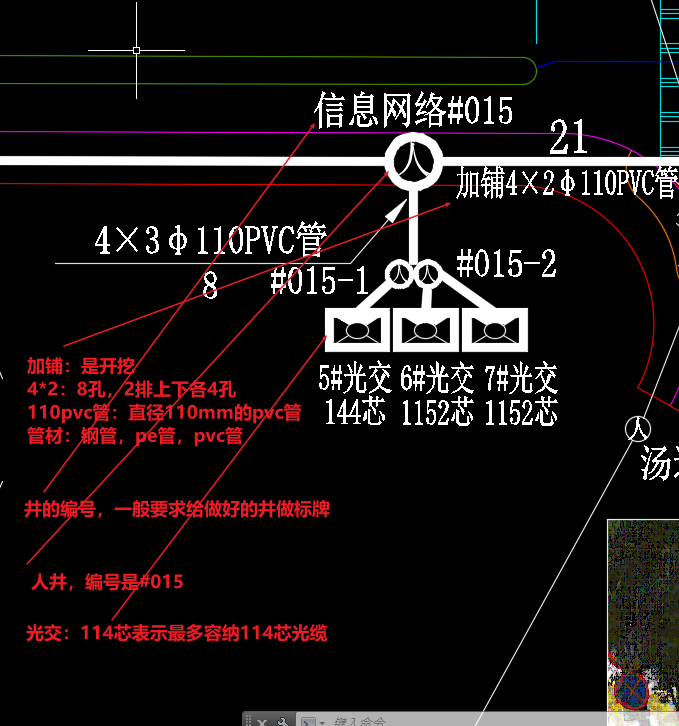 信息网络#015
21
加铺4×2φ110PVC管
4×3φ110PVC管
8
#015-1
#015-2
5#光交
144芯
6#光交
1152芯
7#光交
1152芯
人
加铺：是开挖
4*2：8孔，2排上下各4孔
110pvc管：直径110mm的pvc管
管材：钢管，pe管，pvc管
井的编号，一般要求给做好的井做标牌
人井，编号是#015
光交：114芯表示最多容纳114芯光缆
键入命令